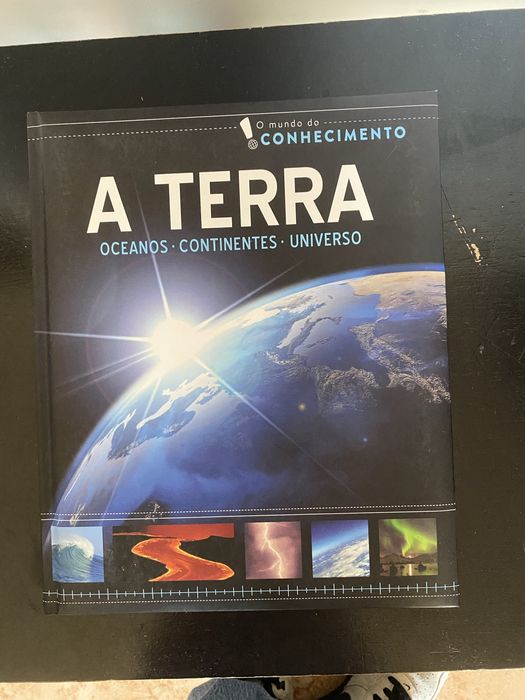 O mundo do
CONHECIMENTO
A TERRA
OCEANOS · CONTINENTES · UNIVERSO